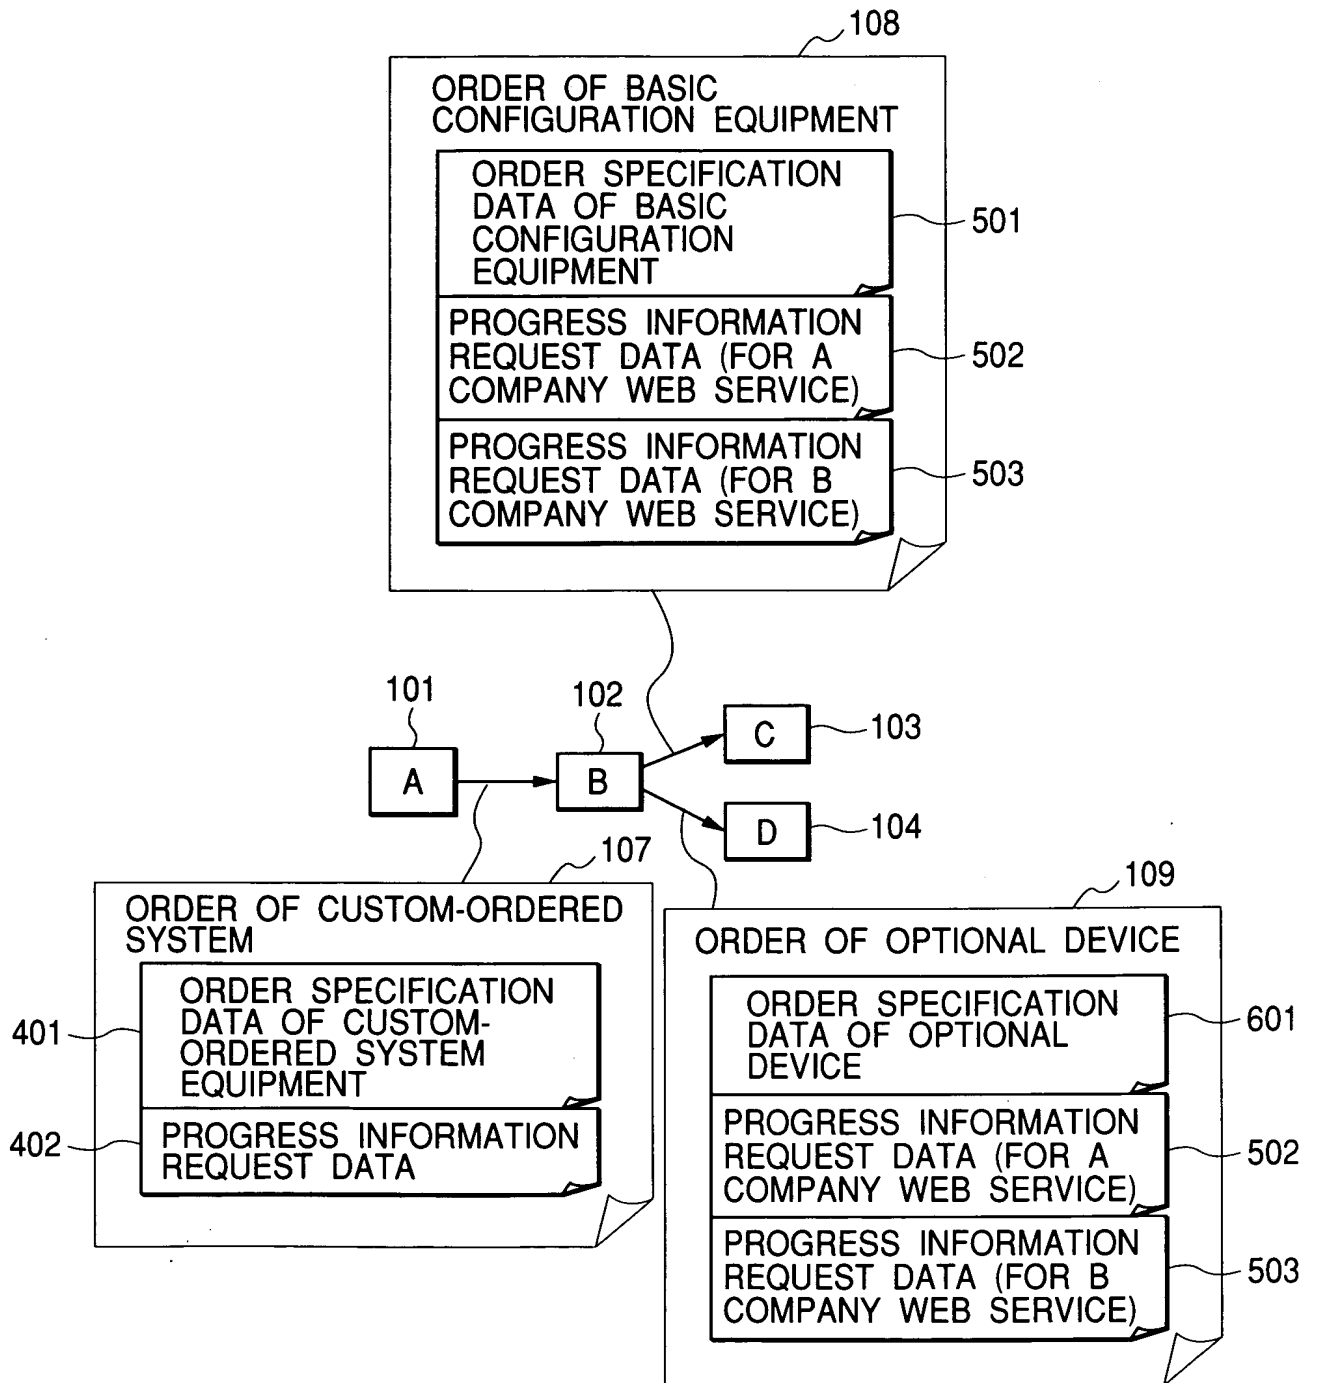 108
ORDER OF BASIC
CONFIGURATION EQUIPMENT
ORDER SPECIFICATION
DATA OF BASIC
CONFIGURATION
EQUIPMENT
501
PROGRESS INFORMATION
REQUEST DATA (FOR A
COMPANY WEB SERVICE)
502
PROGRESS INFORMATION
REQUEST DATA (FOR B
COMPANY WEB SERVICE)
503
101
102
A
B
C
103
D
104
107
ORDER OF CUSTOM-ORDERED
SYSTEM
ORDER SPECIFICATION
DATA OF CUSTOM-
ORDERED SYSTEM
EQUIPMENT
401
PROGRESS INFORMATION
REQUEST DATA
402
109
ORDER OF OPTIONAL DEVICE
ORDER SPECIFICATION
DATA OF OPTIONAL
DEVICE
601
PROGRESS INFORMATION
REQUEST DATA (FOR A
COMPANY WEB SERVICE)
502
PROGRESS INFORMATION
REQUEST DATA (FOR B
COMPANY WEB SERVICE)
503